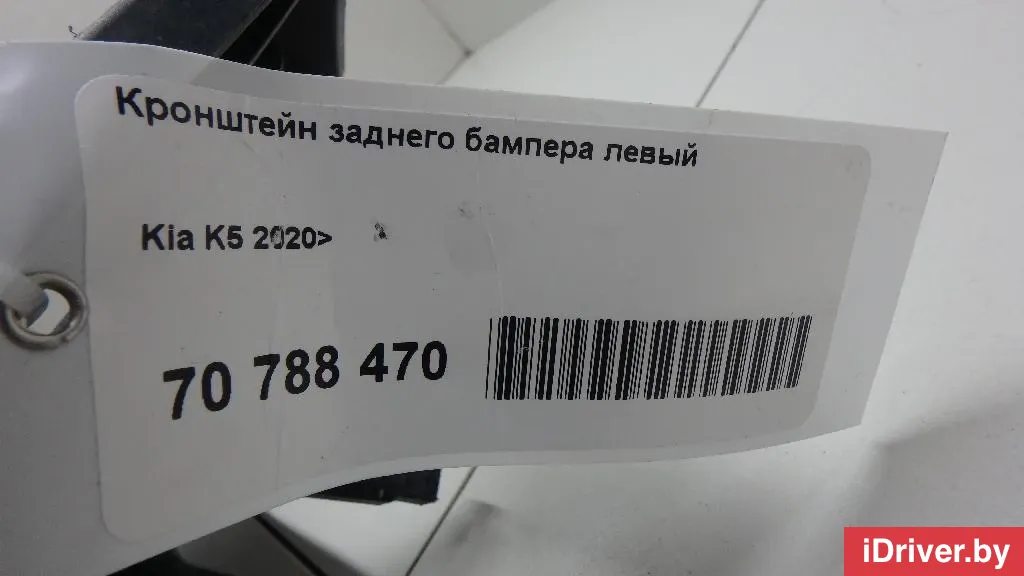 Кронштейн заднего бампера левый
Kia K5 2020>
70 788 470
iDriver.by